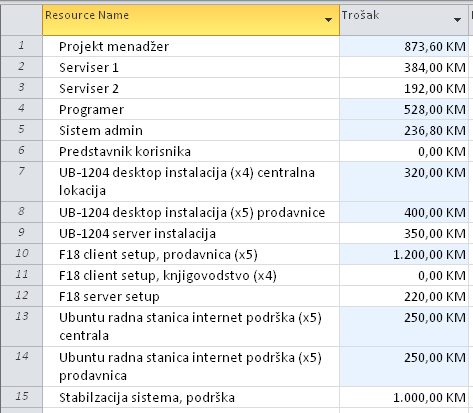 Resource Name Trošak
1 Projekt menadžer 873,60 KM
2 Serviser 1 384,00 KM
3 Serviser 2 192,00 KM
4 Programer 528,00 KM
5 Sistem admin 236,80 KM
6 Predstavnik korisnika 0,00 KM
7 UB-1204 desktop instalacija (x4) centralna 320,00 KM
lokacija
8 UB-1204 desktop instalacija (x5) prodavnice 400,00 KM
9 UB-1204 server instalacija 350,00 KM
10 F18 client setup, prodavnica (x5) 1.200,00 KM
11 F18 client setup, knjigovodstvo (x4) 0,00 KM
12 F18 server setup 220,00 KM
13 Ubuntu radna stanica internet podrška (x5) 250,00 KM
centrala
14 Ubuntu radna stanica internet podrška (x5) 250,00 KM
prodavnica
15 Stabilzacija sistema, podrška 1.000,00 KM